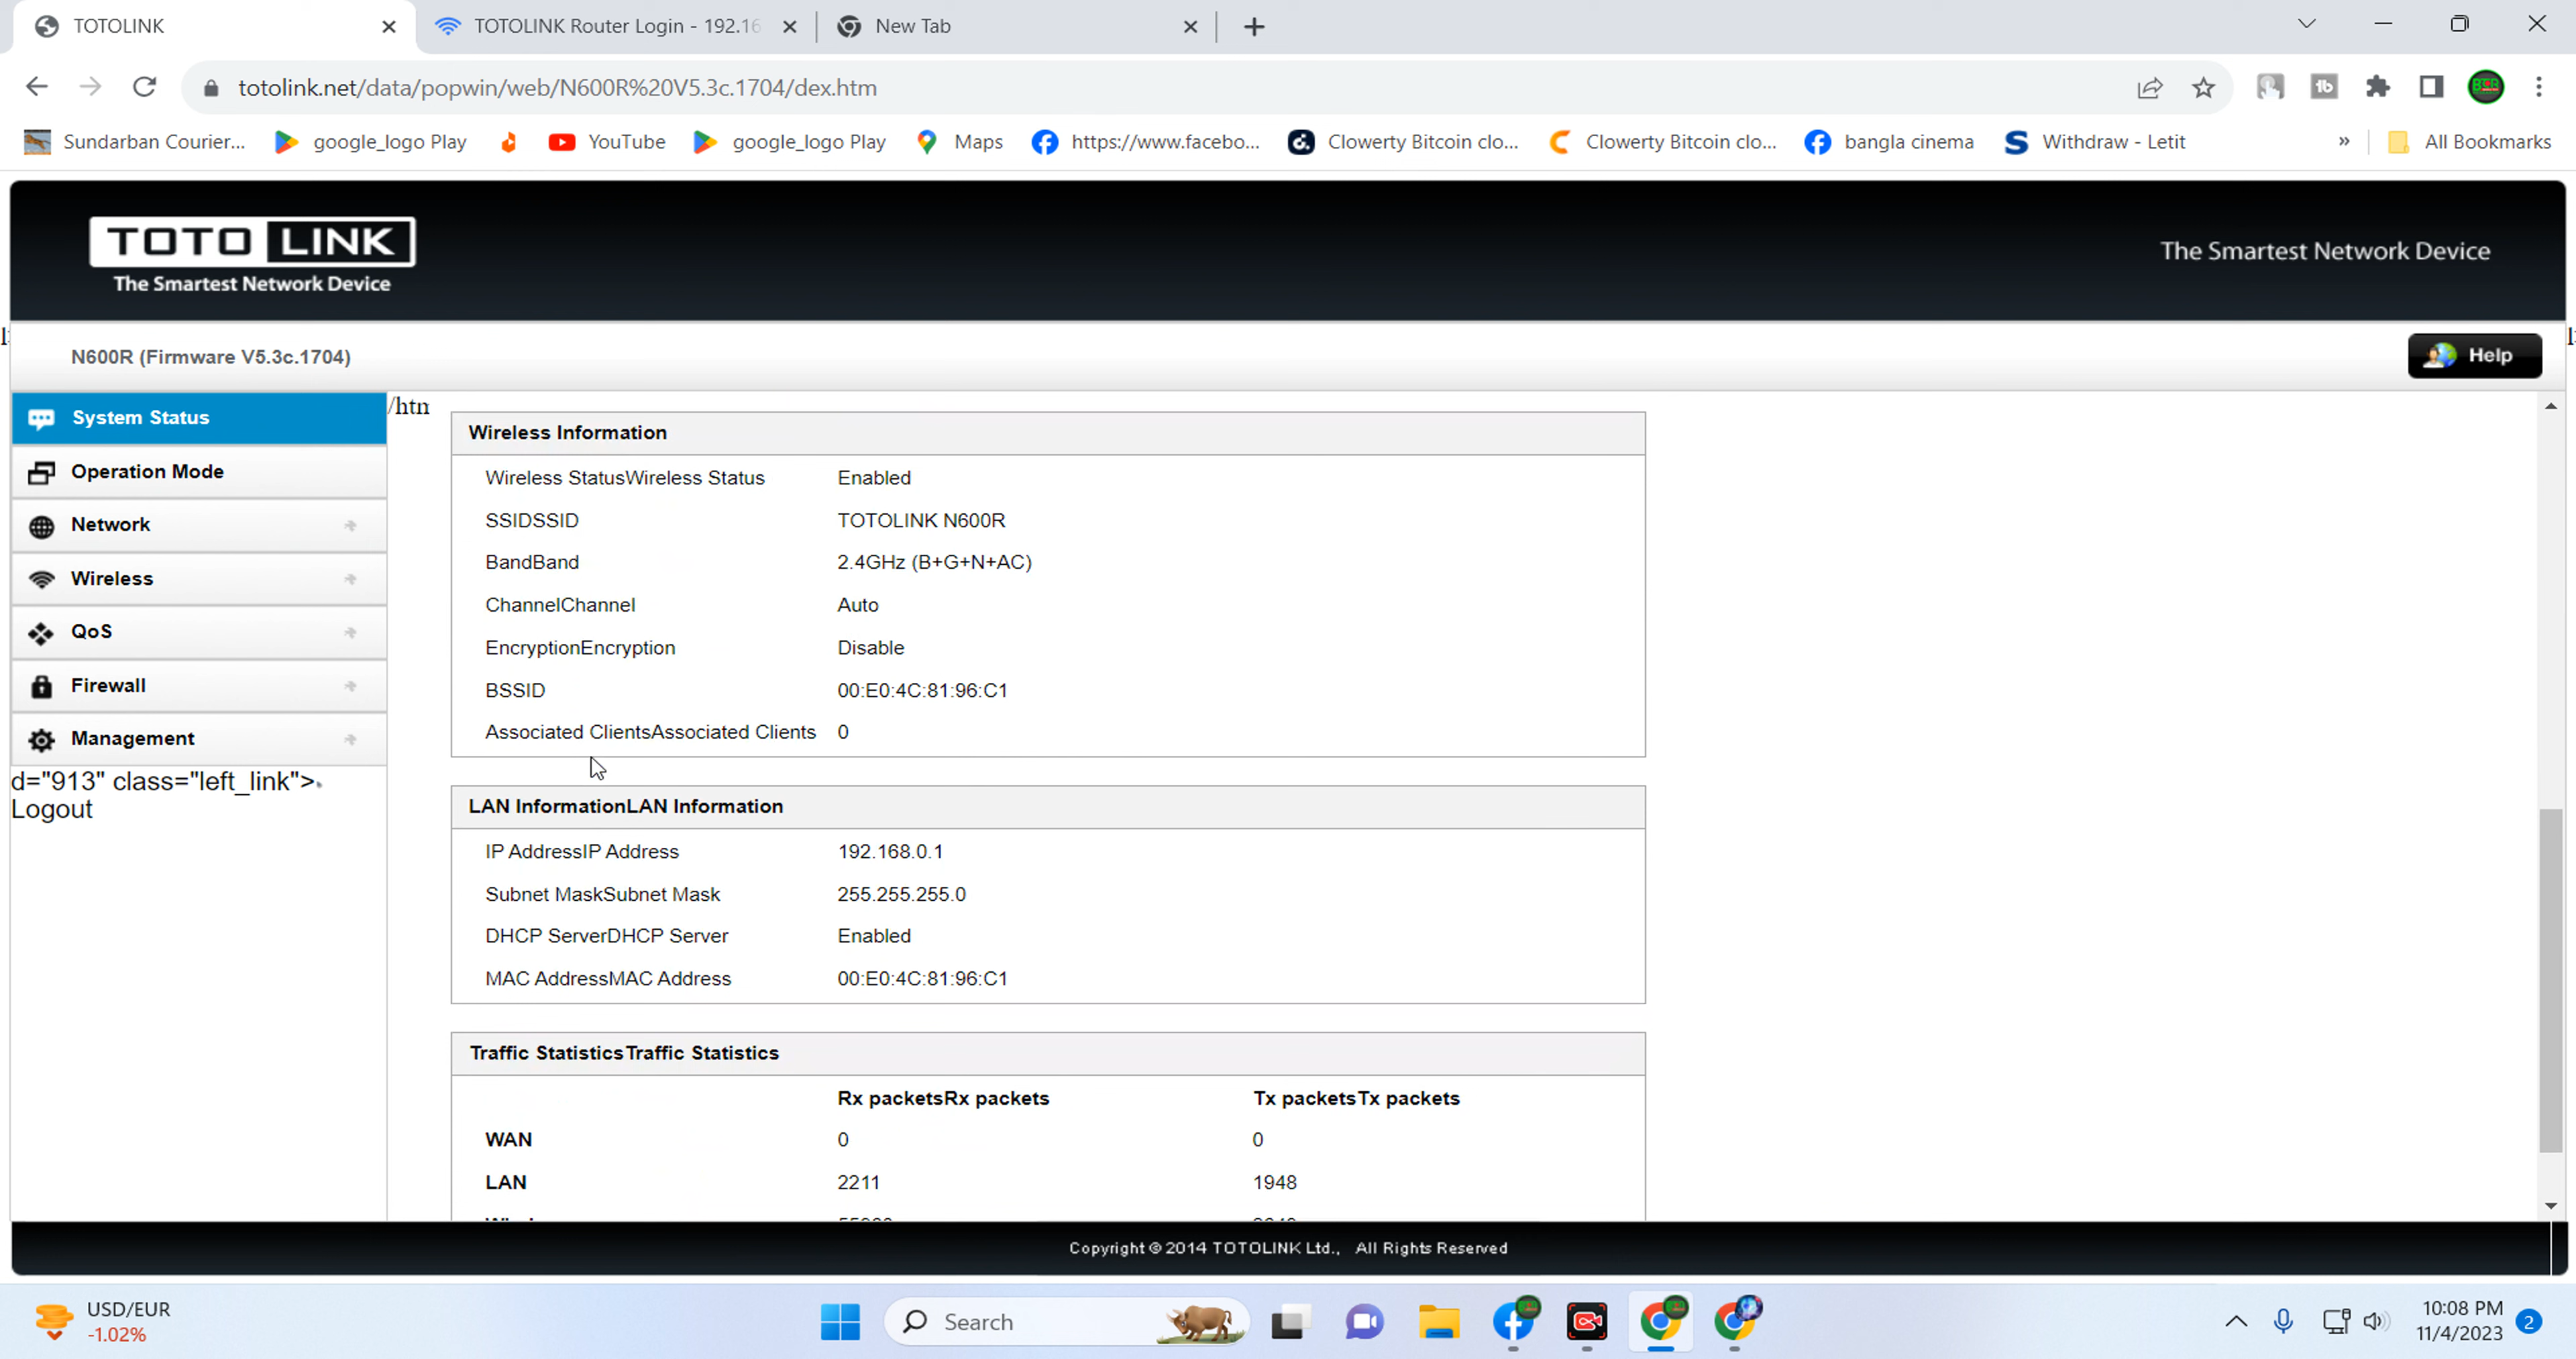 TOTOLINK
TOTOLINK Router Login - 192.16
New Tab
totolink.net/data/popwin/web/N600R%20V5.3c.1704/dex.htm
Sundarban Courier...
google_logo Play
YouTube
google_logo Play
Maps
https://www.facebo...
Clowerty Bitcoin clo...
Clowerty Bitcoin clo...
bangla cinema
Withdraw - Letit
»
All Bookmarks
TOTO LINK
The Smartest Network Device
The Smartest Network Device
N600R (Firmware V5.3c.1704)
Help
System Status
Operation Mode
Network
Wireless
QoS
Firewall
Management
d="913" class="left_link">
Logout
/htm
Wireless Information
Wireless StatusWireless Status Enabled
SSIDSSID TOTOLINK N600R
BandBand 2.4GHz (B+G+N+AC)
ChannelChannel Auto
EncryptionEncryption Disable
BSSID 00:E0:4C:81:96:C1
Associated ClientsAssociated Clients 0
LAN InformationLAN Information
IP AddressIP Address 192.168.0.1
Subnet MaskSubnet Mask 255.255.255.0
DHCP ServerDHCP Server Enabled
MAC AddressMAC Address 00:E0:4C:81:96:C1
Traffic StatisticsTraffic Statistics
Rx packetsRx packets Tx packetsTx packets
WAN 0 0
LAN 2211 1948
Copyright © 2014 TOTOLINK Ltd., All Rights Reserved
USD/EUR
-1.02%
Search
10:08 PM
11/4/2023
2